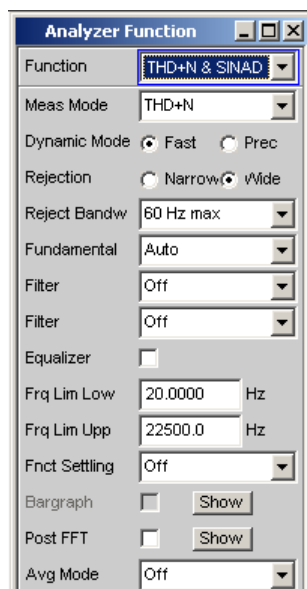 Analyzer Function
Function THD+N & SINAD
Meas Mode THD+N
Dynamic Mode Fast Prec
Rejection Narrow Wide
Reject Bandw 60 Hz max
Fundamental Auto
Filter Off
Filter Off
Equalizer
Frq Lim Low 20.0000 Hz
Frq Lim Upp 22500.0 Hz
Fnct Settling Off
Bargraph Show
Post FFT Show
Avg Mode Off